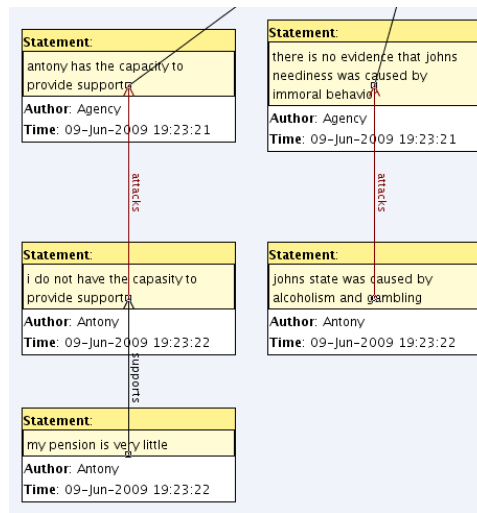 Statement:
antony has the capacity to
provide support
Author: Agency
Time: 09-Jun-2009 19:23:21
Statement:
there is no evidence that johns
neediness was caused by
immoral behavior
Author: Agency
Time: 09-Jun-2009 19:23:21
attacks
attacks
Statement:
i do not have the capasity to
provide support
Author: Antony
Time: 09-Jun-2009 19:23:22
Statement:
johns state was caused by
alcoholism and gambling
Author: Antony
Time: 09-Jun-2009 19:23:22
supports
Statement:
my pension is very little
Author: Antony
Time: 09-Jun-2009 19:23:22